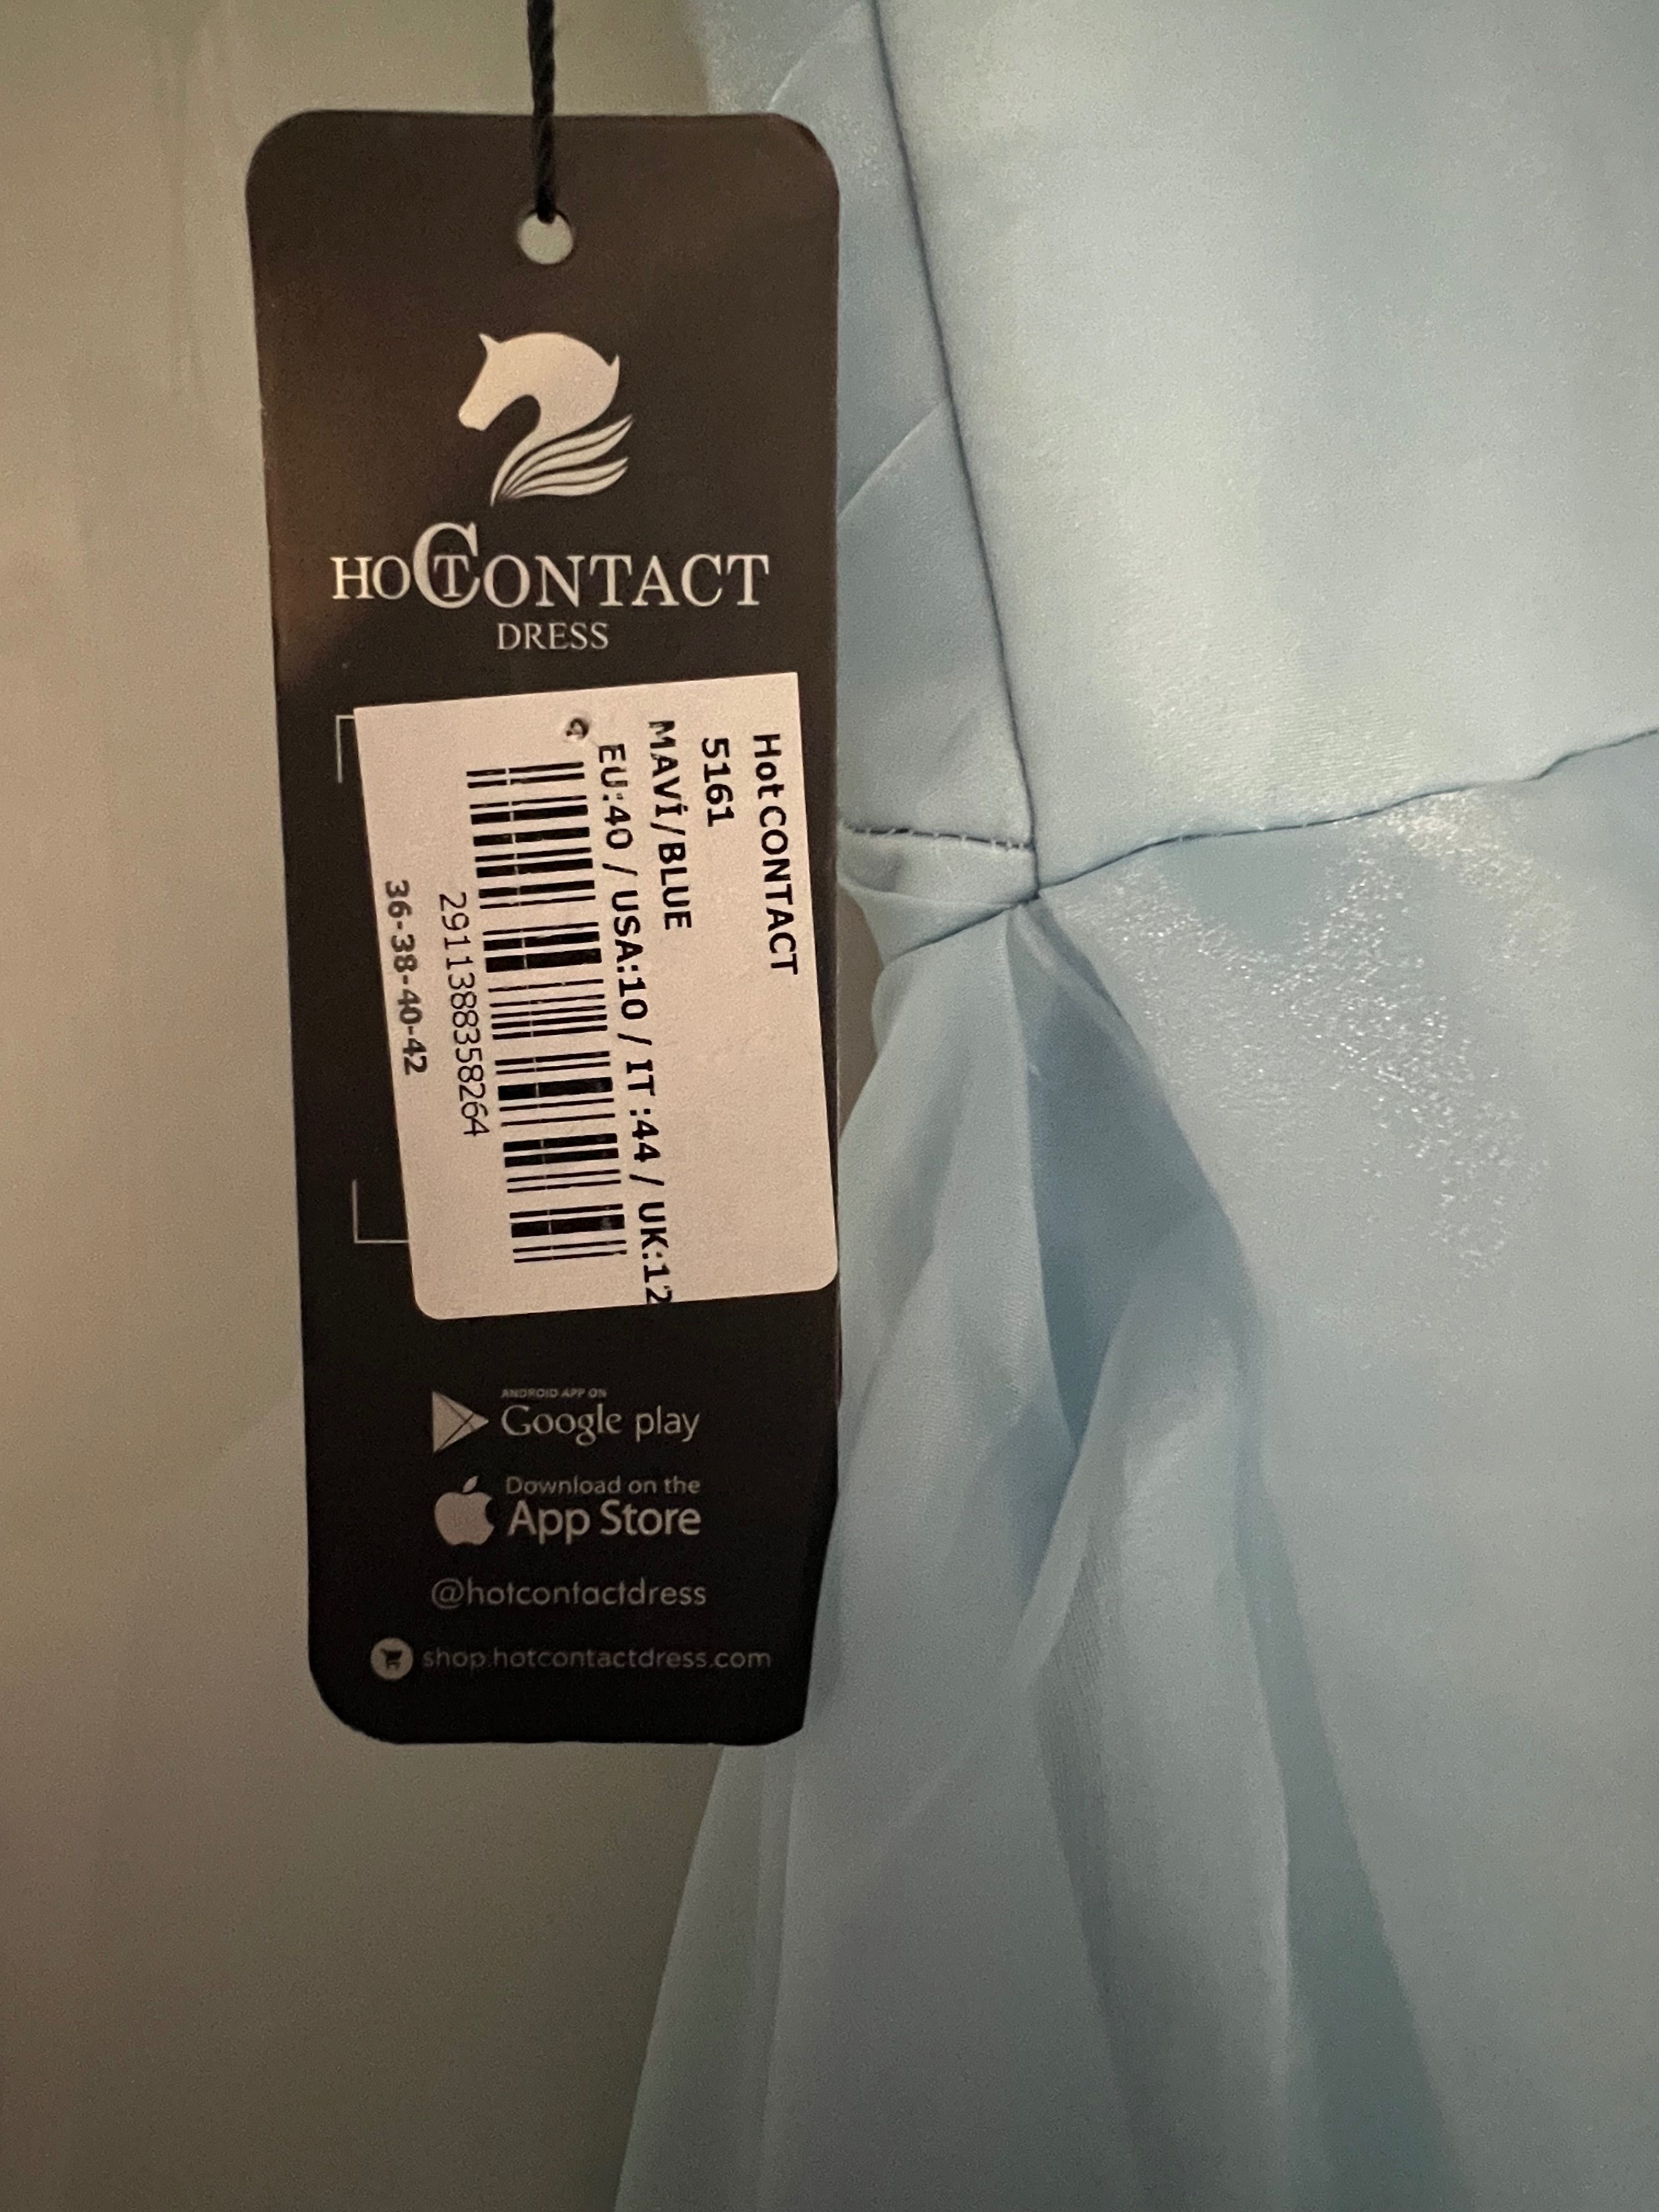 HOTCONTACT
DRESS
HotCONTACT
5161
MAVİ/BLUE
EU:40 / USA:10 / IT:44 / UK:12
2911388358264
36-38-40-42
ANDROID APP ON
Google play
Download on the
App Store
@hotcontactdress
shop.hotcontactdress.com